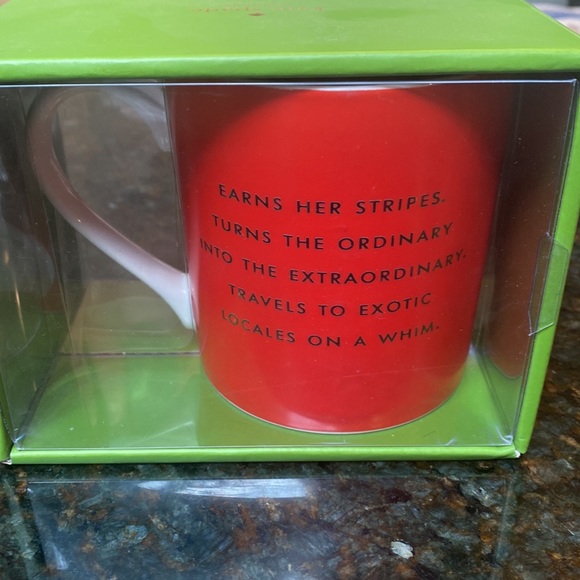 EARNS HER STRIPES.
TURNS THE ORDINARY
INTO THE EXTRAORDINARY.
TRAVELS TO EXOTIC
LOCALES ON A WHIM.